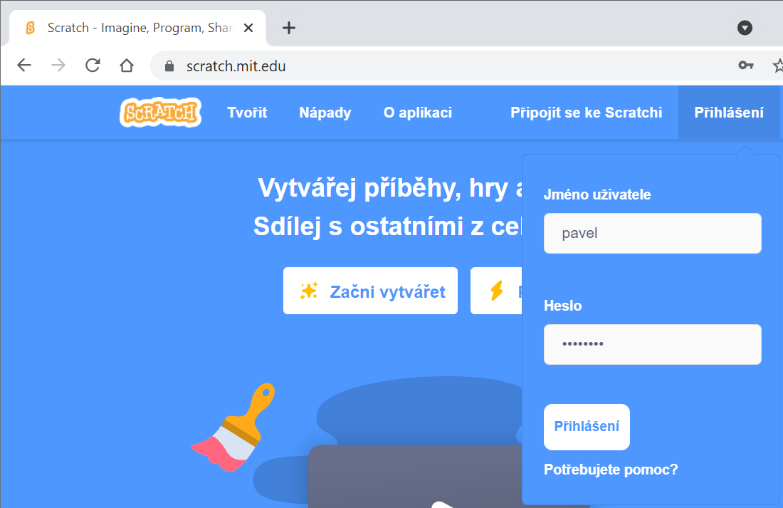 Scratch - Imagine, Program, Shar
scratch.mit.edu
SCRATCH
Tvořit
Nápady
O aplikaci
Připojit se ke Scratchi
Přihlášení
Vytvářej příběhy, hry a
Sdílej s ostatními z cel
Začni vytvářet
Jméno uživatele
pavel
Heslo
••••••••
Přihlášení
Potřebujete pomoc?